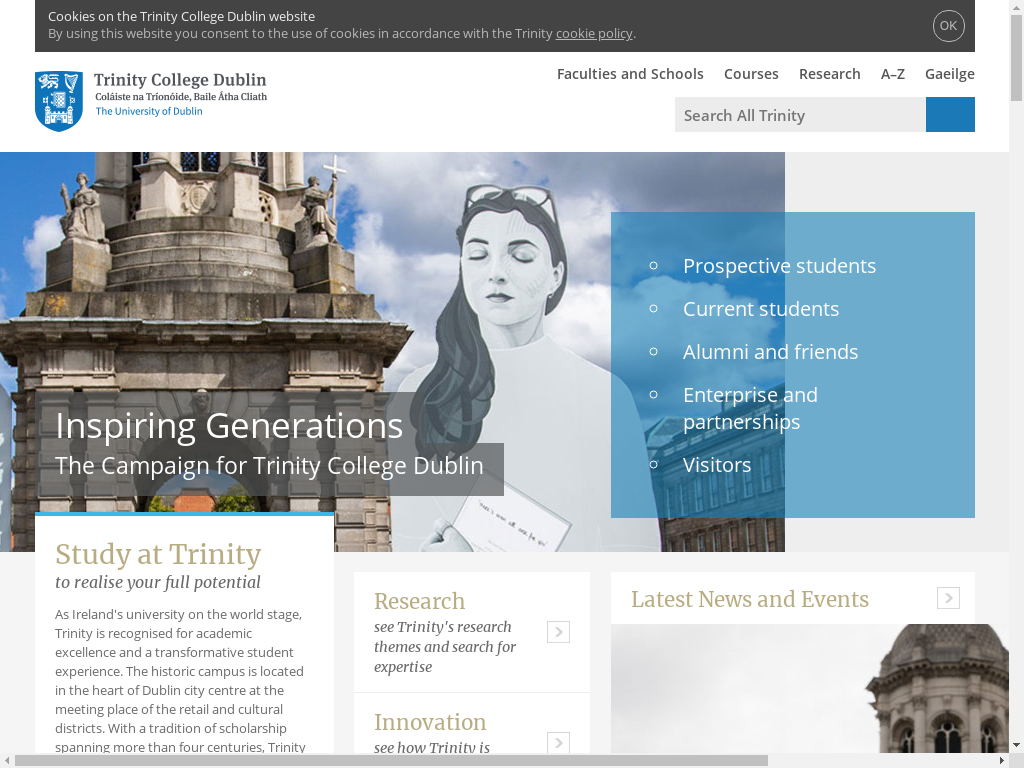 Cookies on the Trinity College Dublin website
By using this website you consent to the use of cookies in accordance with the Trinity cookie policy.
OK
Trinity College Dublin
Coláiste na Tríonóide, Baile Átha Cliath
The University of Dublin
Faculties and Schools Courses Research A–Z Gaeilge
Search All Trinity
Prospective students
Current students
Alumni and friends
Enterprise and
partnerships
Visitors
Inspiring Generations
The Campaign for Trinity College Dublin
Study at Trinity
to realise your full potential
As Ireland's university on the world stage,
Trinity is recognised for academic
excellence and a transformative student
experience. The historic campus is located
in the heart of Dublin city centre at the
meeting place of the retail and cultural
districts. With a tradition of scholarship
spanning more than four centuries, Trinity
Research
see Trinity's research
themes and search for
expertise
Innovation
see how Trinity is
Latest News and Events